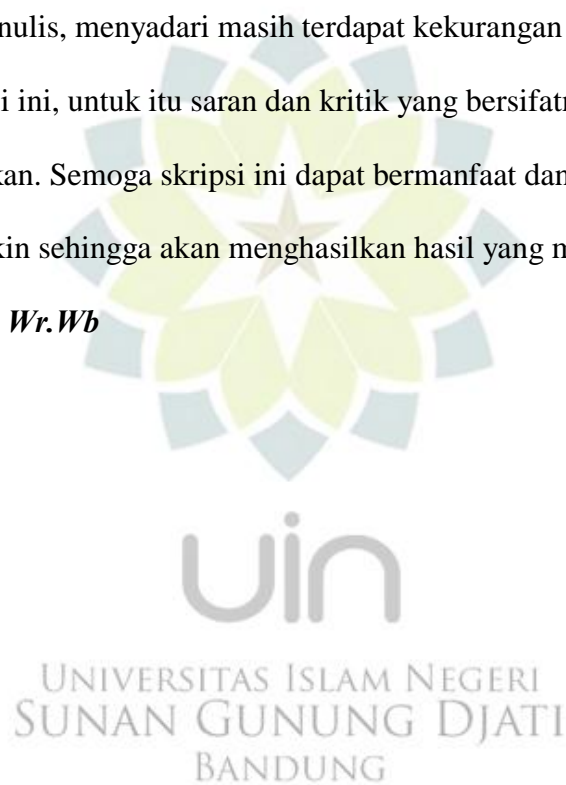 nulis, menyadari masih terdapat kekurangan
i ini, untuk itu saran dan kritik yang bersifat
kan. Semoga skripsi ini dapat bermanfaat dan
kin sehingga akan menghasilkan hasil yang m
Wr.Wb
uin
UNIVERSITAS ISLAM NEGERI
SUNAN GUNUNG DJATI
BANDUNG